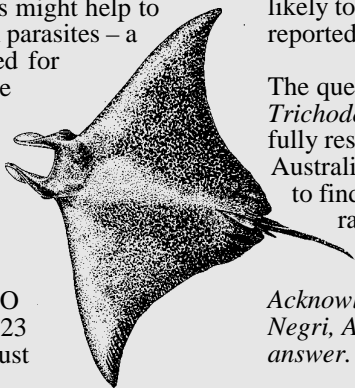 s might help to
parasites – a
ed for
e
O
23
ust
likely to
reported
The que
Trichode
fully res
Australi
to find
ra
Acknowl
Negri, A
answer.